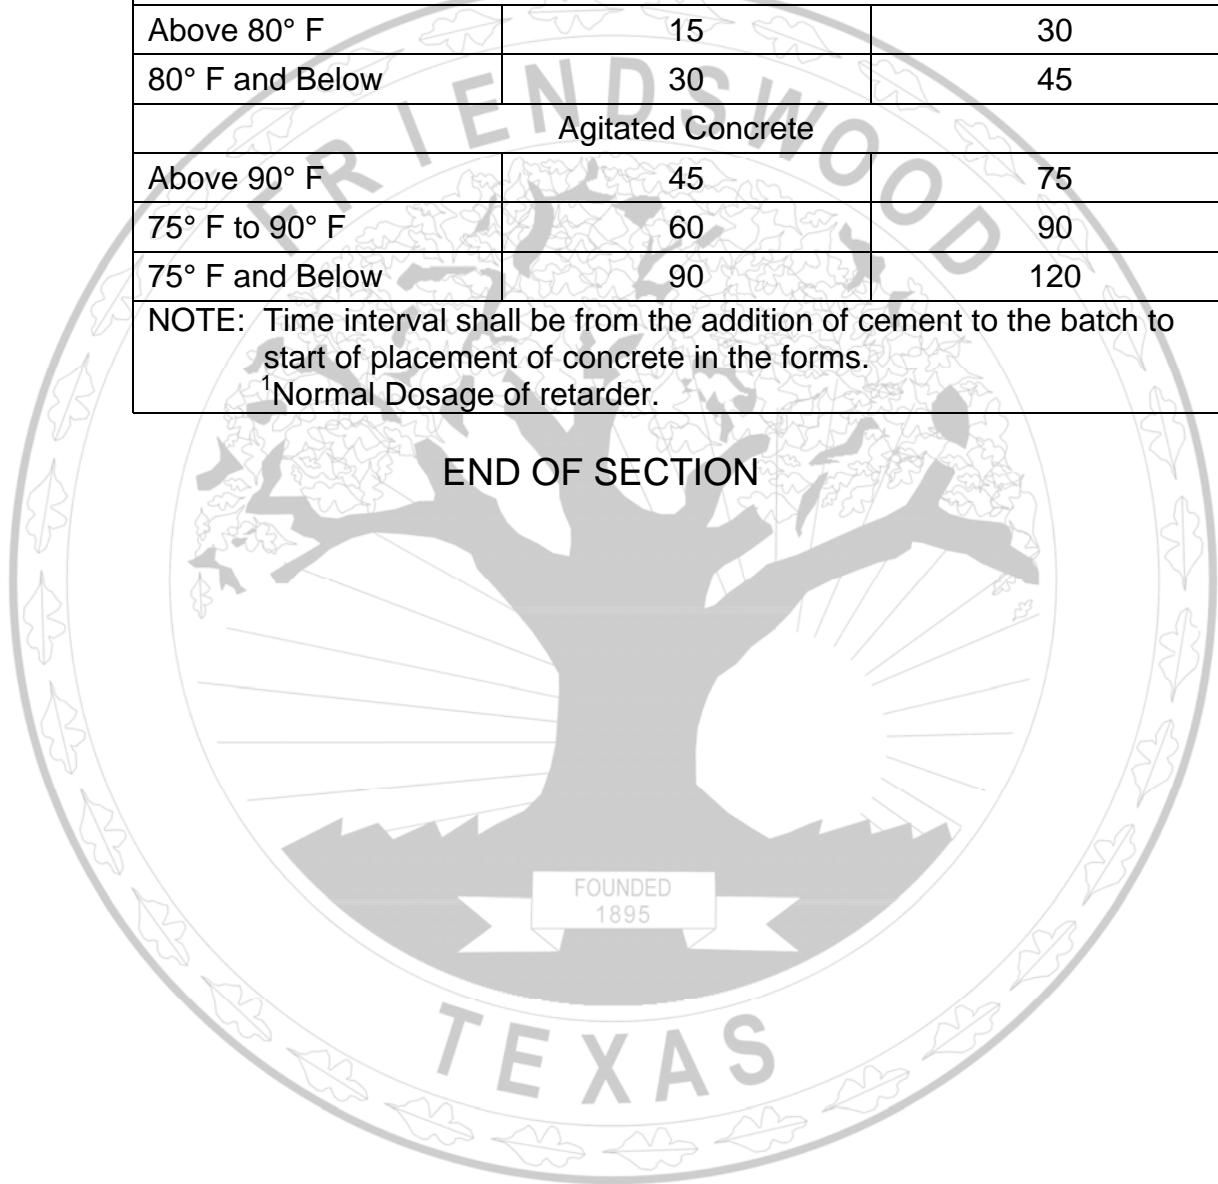 Above 80° F 15 30
80° F and Below 30 45
Agitated Concrete
Above 90° F 45 75
75° F to 90° F 60 90
75° F and Below 90 120
NOTE: Time interval shall be from the addition of cement to the batch to
start of placement of concrete in the forms.
¹Normal Dosage of retarder.
END OF SECTION
FRIENDSWOOD
FOUNDED
1895
TEXAS